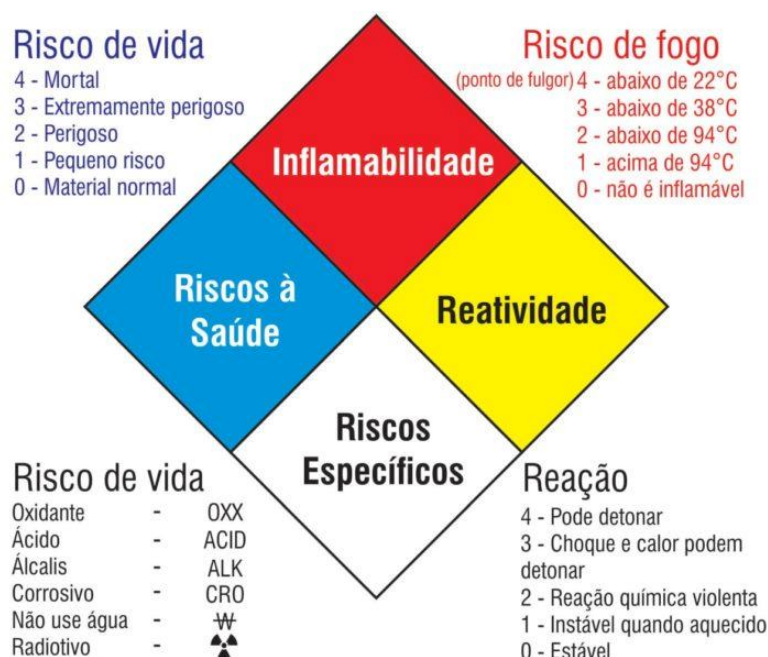 Risco de vida
4 - Mortal
3 - Extremamente perigoso
2 - Perigoso
1 - Pequeno risco
0 - Material normal
Risco de fogo
(ponto de fulgor) 4 - abaixo de 22°C
3 - abaixo de 38°C
2 - abaixo de 94°C
1 - acima de 94°C
0 - não é inflamável
Inflamabilidade
Riscos à
Saúde
Reatividade
Riscos
Específicos
Risco de vida
Oxidante - OXX
Ácido - ACID
Álcalis - ALK
Corrosivo - CRO
Não use água - W
Radiotivo -
Reação
4 - Pode detonar
3 - Choque e calor podem
detonar
2 - Reação química violenta
1 - Instável quando aquecido
0 - Estável